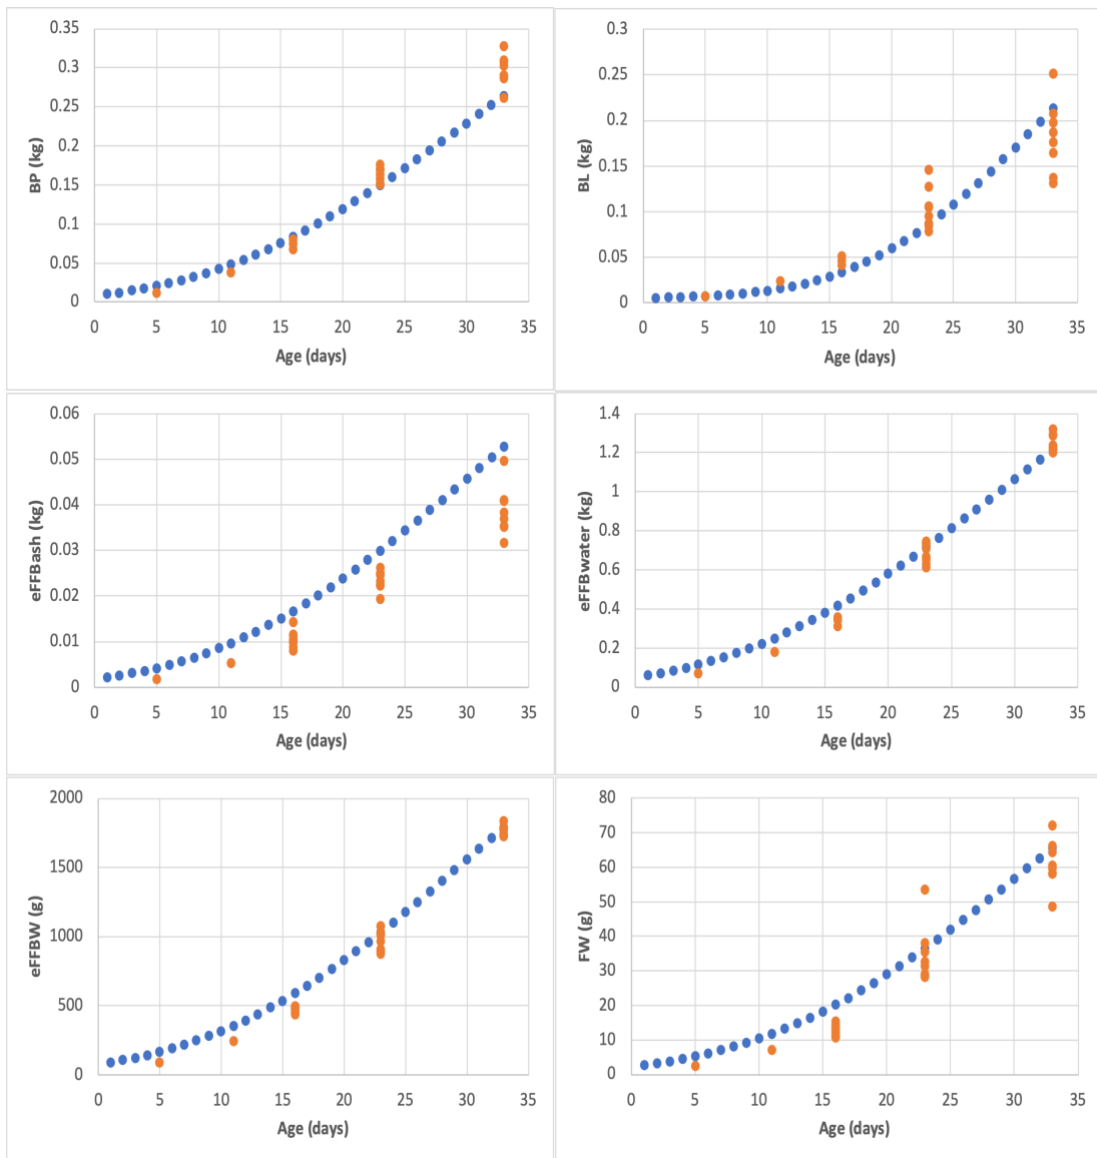 0.35
0.3
0.25
0.2
0.15
0.1
0.05
0
BP (kg)
0 5 10 15 20 25 30 35
Age (days)
0.3
0.25
0.2
0.15
0.1
0.05
0
BL (kg)
0 5 10 15 20 25 30 35
Age (days)
0.06
0.05
0.04
0.03
0.02
0.01
0
eFFBash (kg)
0 5 10 15 20 25 30 35
Age (days)
1.4
1.2
1
0.8
0.6
0.4
0.2
0
eFFBwater (kg)
0 5 10 15 20 25 30 35
Age (days)
2000
1500
1000
500
0
eFFBW (g)
0 5 10 15 20 25 30 35
Age (days)
80
70
60
50
40
30
20
10
0
FW (g)
0 5 10 15 20 25 30 35
Age (days)